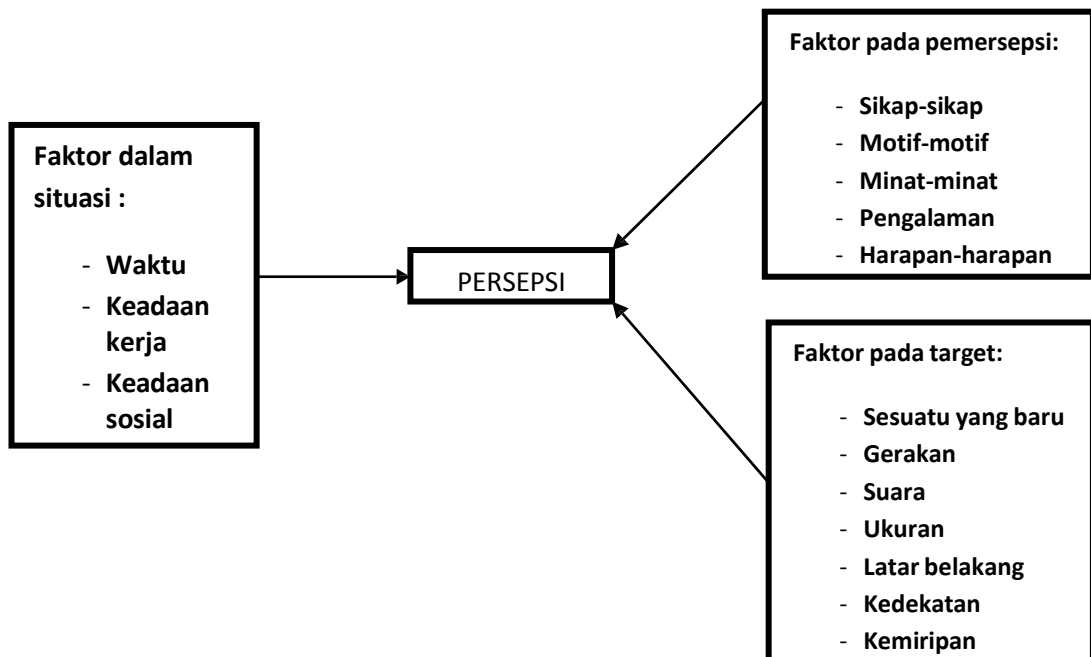 Faktor dalam
situasi :
- Waktu
- Keadaan
kerja
- Keadaan
sosial
PERSEPSI
Faktor pada pemersepsi:
- Sikap-sikap
- Motif-motif
- Minat-minat
- Pengalaman
- Harapan-harapan
Faktor pada target:
- Sesuatu yang baru
- Gerakan
- Suara
- Ukuran
- Latar belakang
- Kedekatan
- Kemiripan